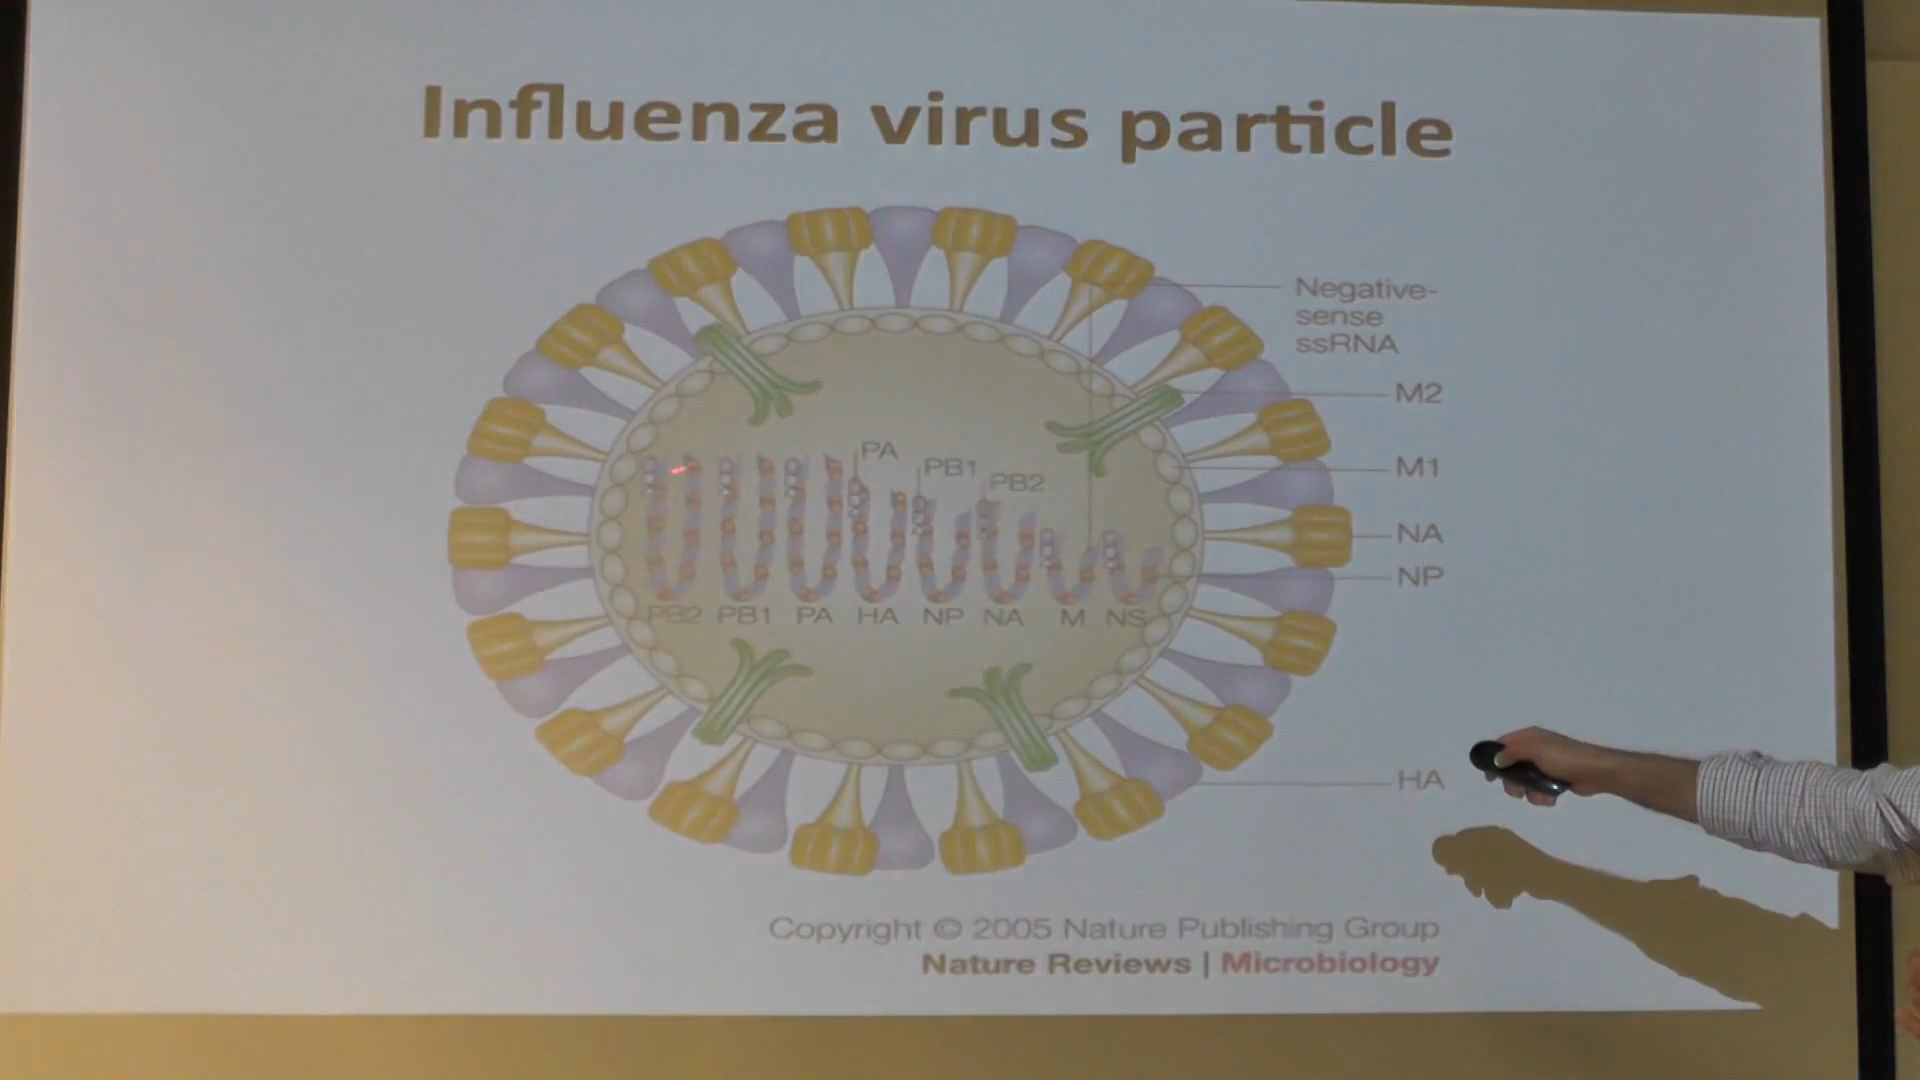 Influenza virus particle
Negative-
sense
ssRNA
M2
PA
PB1
M1
PB2
NA
NP
PB2 PB1 PA HA NP NA M NS
HA
Copyright © 2005 Nature Publishing Group
Nature Reviews | Microbiology